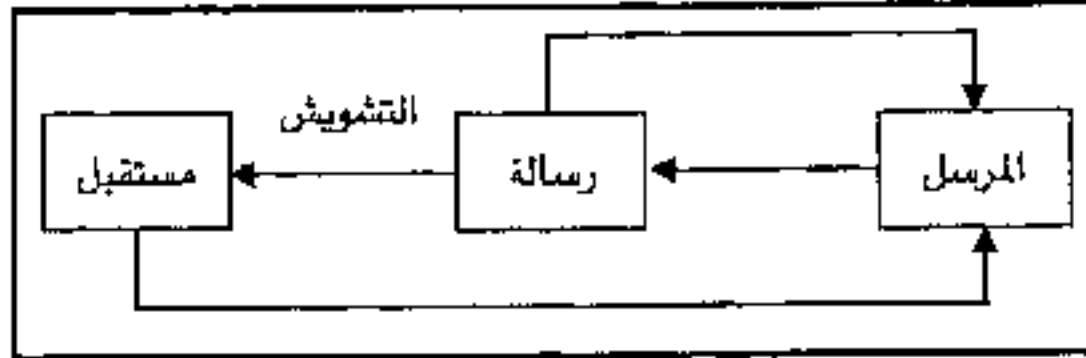 التشويش
المرسل
رسالة
مستقبل